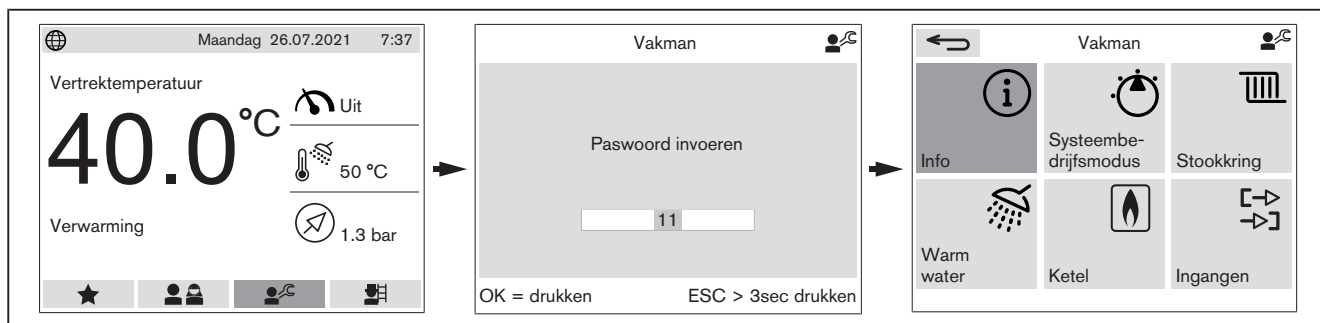 Maandag 26.07.2021 7:37
Vertrektemperatuur
40.0 °C
Uit
50 °C
Verwarming
1.3 bar
Vakman
Paswoord invoeren
11
OK = drukken ESC > 3sec drukken
Vakman
Info
Systeembe-
drijfsmodus
Stookkring
Warm
water
Ketel
Ingangen